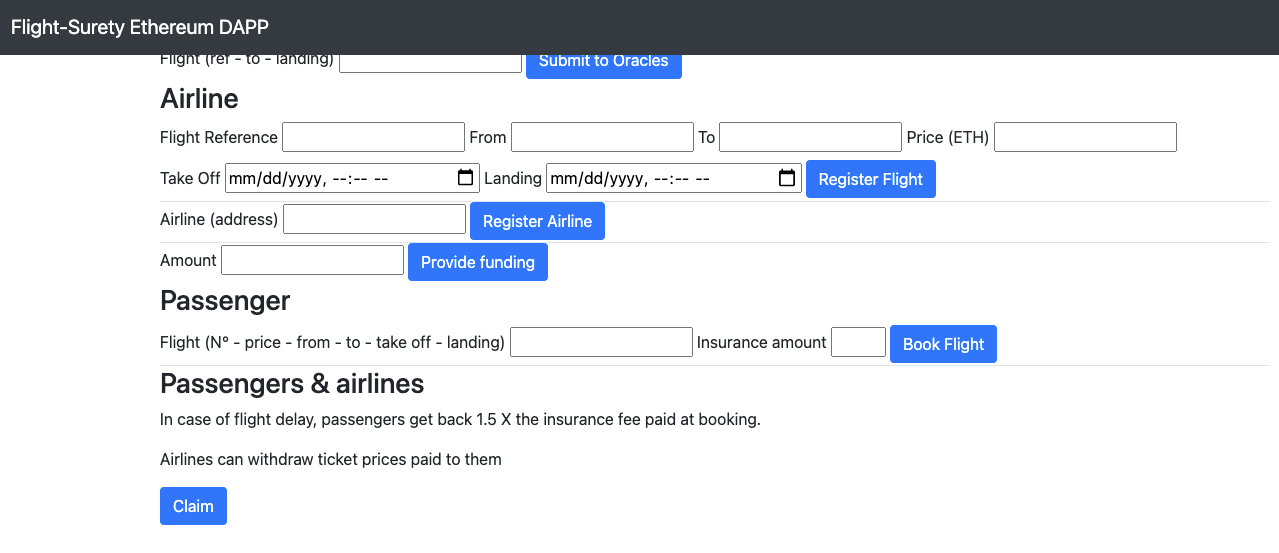 Flight-Surety Ethereum DAPP
Flight (ref - to - landing) Submit to Oracles
Airline
Flight Reference From To Price (ETH)
Take Off mm/dd/yyyy, --:-- -- Landing mm/dd/yyyy, --:-- -- Register Flight
Airline (address) Register Airline
Amount Provide funding
Passenger
Flight (N° - price - from - to - take off - landing) Insurance amount Book Flight
Passengers & airlines
In case of flight delay, passengers get back 1.5 X the insurance fee paid at booking.
Airlines can withdraw ticket prices paid to them
Claim